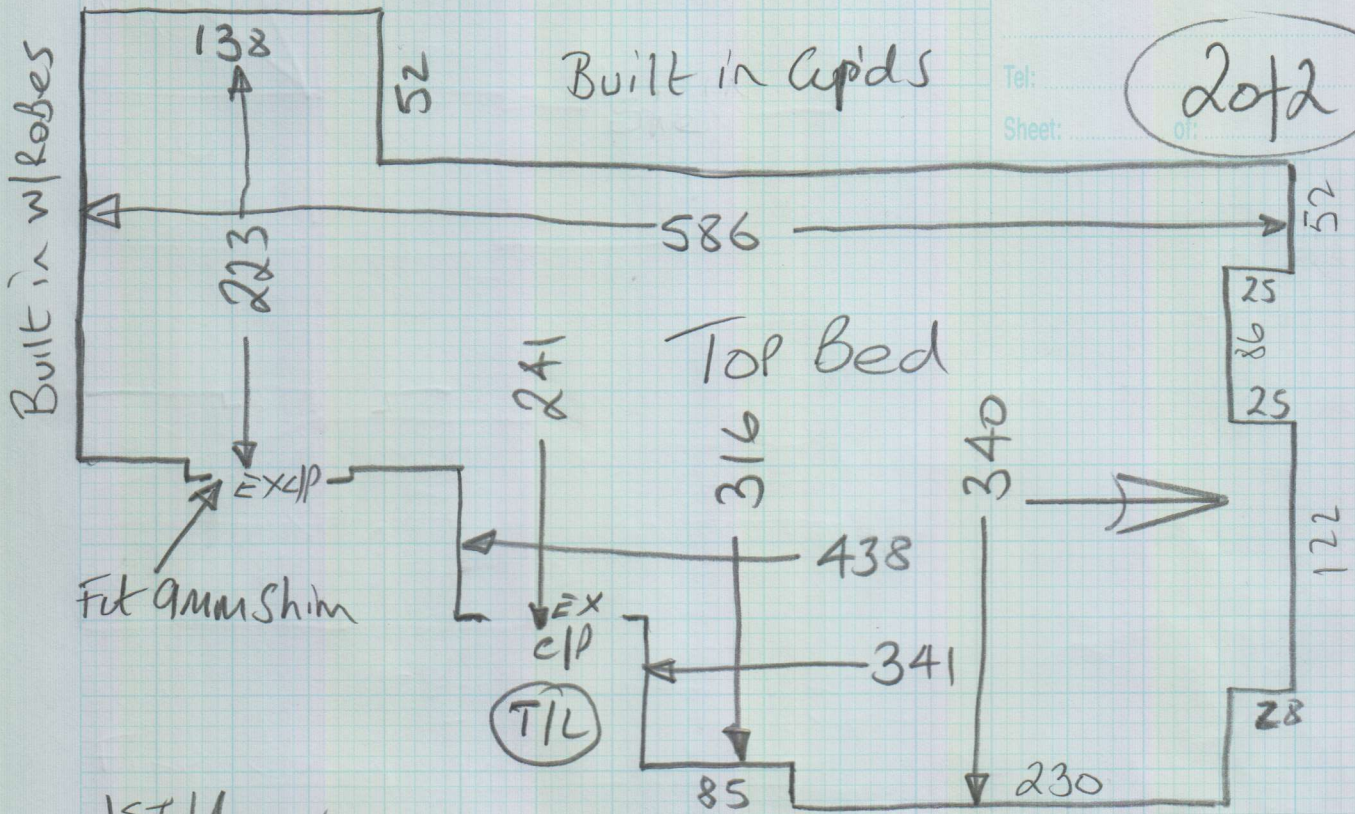 138
52
Built in Cupids
Tel:
Sheet: of:
2of2
Built in w/RoBes
586
52
223
25
86
25
Top Bed
241
316
340
122
EXC/P
438
Fit 9mm Shim
EX
C/P
341
T/L
28
85
230